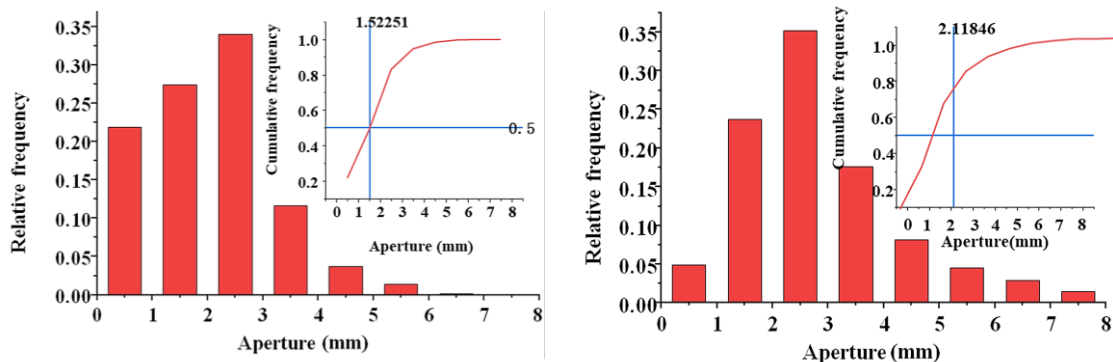 Relative frequency
0.35
0.30
0.25
0.20
0.15
0.10
0.05
0.00
0 1 2 3 4 5 6 7 8
Aperture (mm)
1.52251
Cumulative frequency
1.0
0.8
0.6
0.4
0.2
0.5
0 1 2 3 4 5 6 7 8
Aperture (mm)
Relative frequency
0.35
0.30
0.25
0.20
0.15
0.10
0.05
0.00
0 1 2 3 4 5 6 7 8
Aperture (mm)
2.11846
Cumulative frequency
1.0
0.8
0.6
0.4
0.2
0 1 2 3 4 5 6 7 8
Aperture(mm)